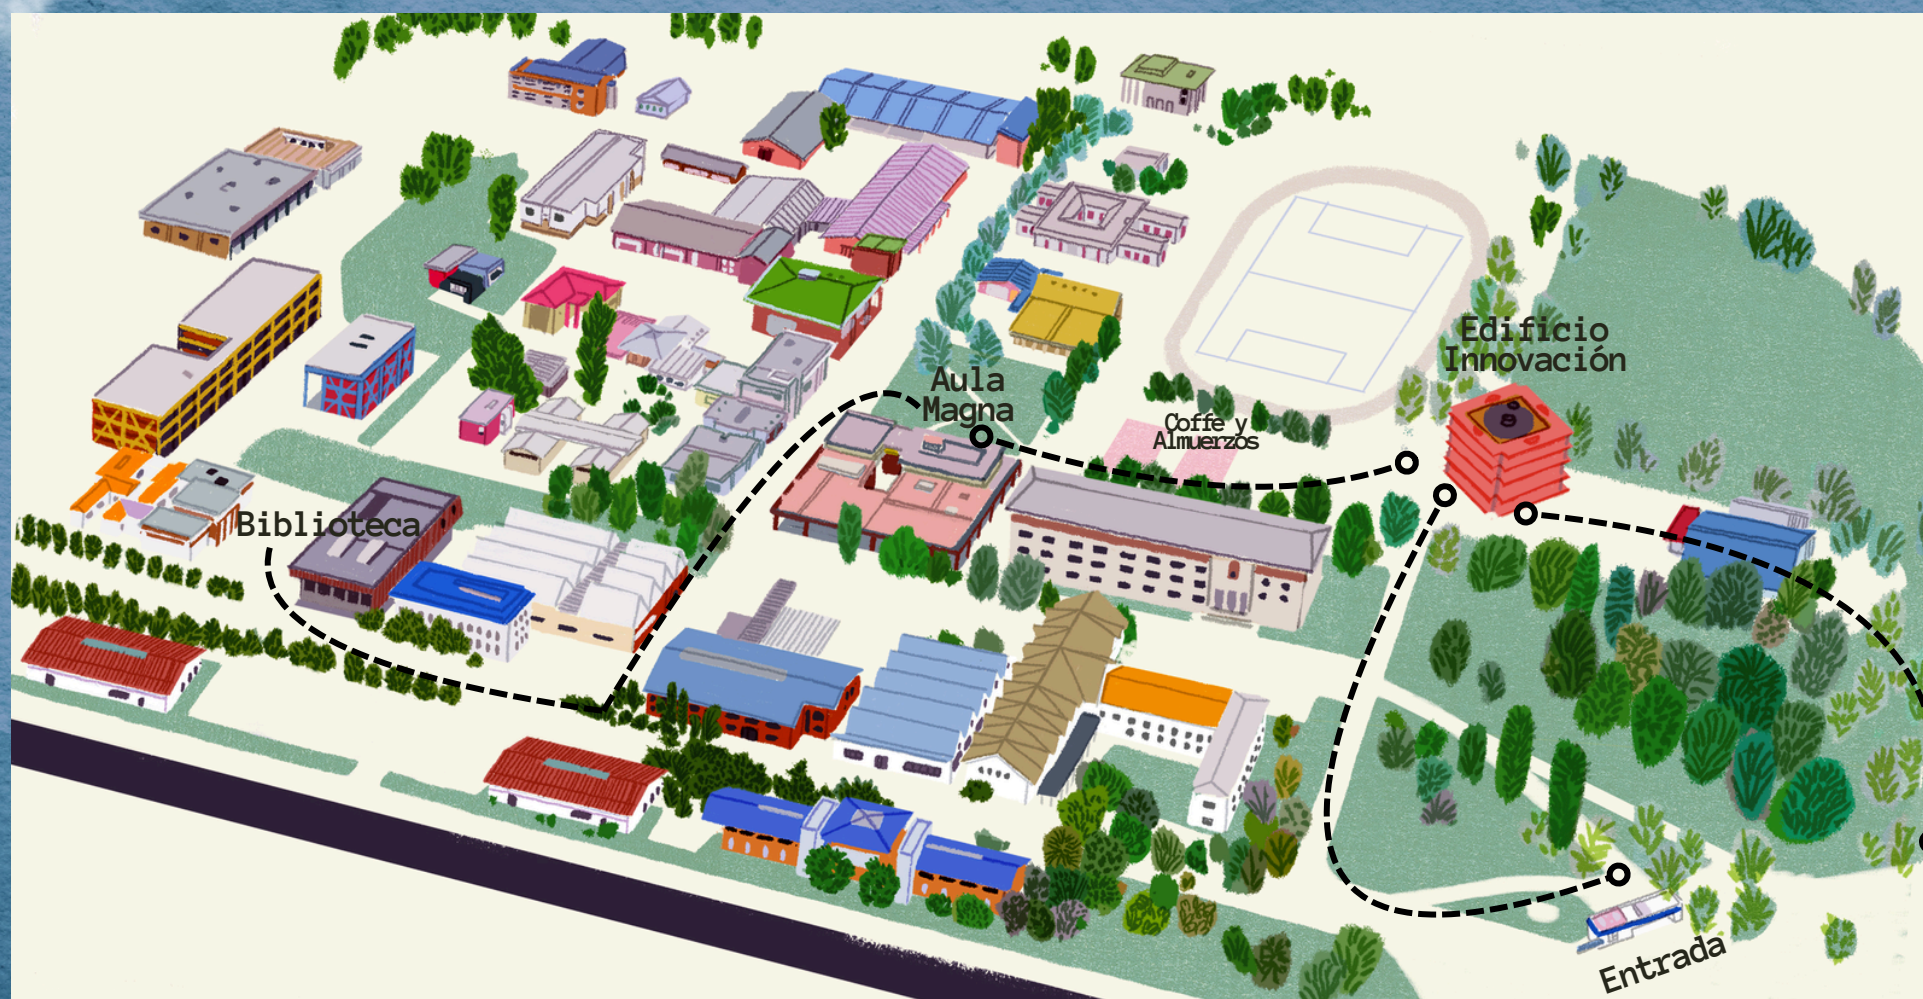 Edificio
Innovación
Aula
Magna
Coffe y
Almuerzos
Biblioteca
Entrada